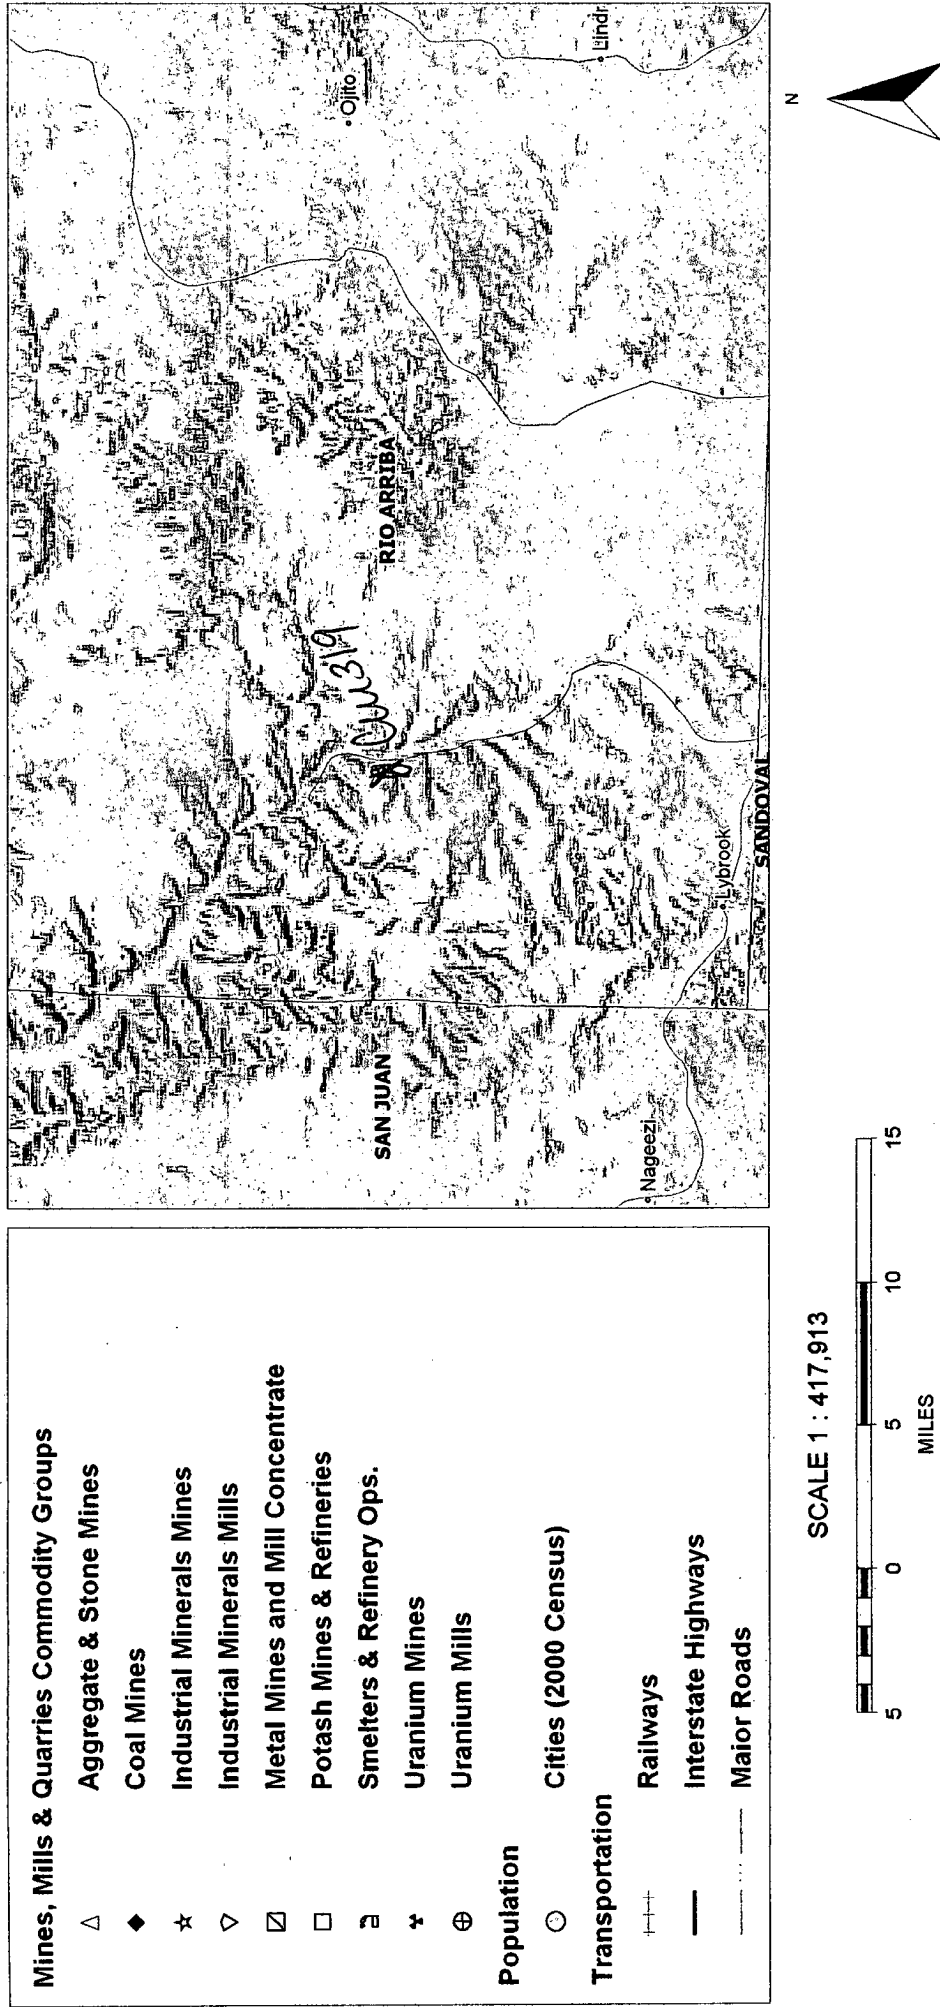 Mines, Mills & Quarries Commodity Groups
Aggregate & Stone Mines
Coal Mines
Industrial Minerals Mines
Industrial Minerals Mills
Metal Mines and Mill Concentrate
Potash Mines & Refineries
Smelters & Refinery Ops.
Uranium Mines
Uranium Mills
Population
Cities (2000 Census)
Transportation
Railways
Interstate Highways
Major Roads
Ojito
Lindr
RIO ARRIBA
SAN JUAN
Nageezi
Lybrook
SANDOVAL
SCALE 1 : 417,913
5 0 5 10 15
MILES
N